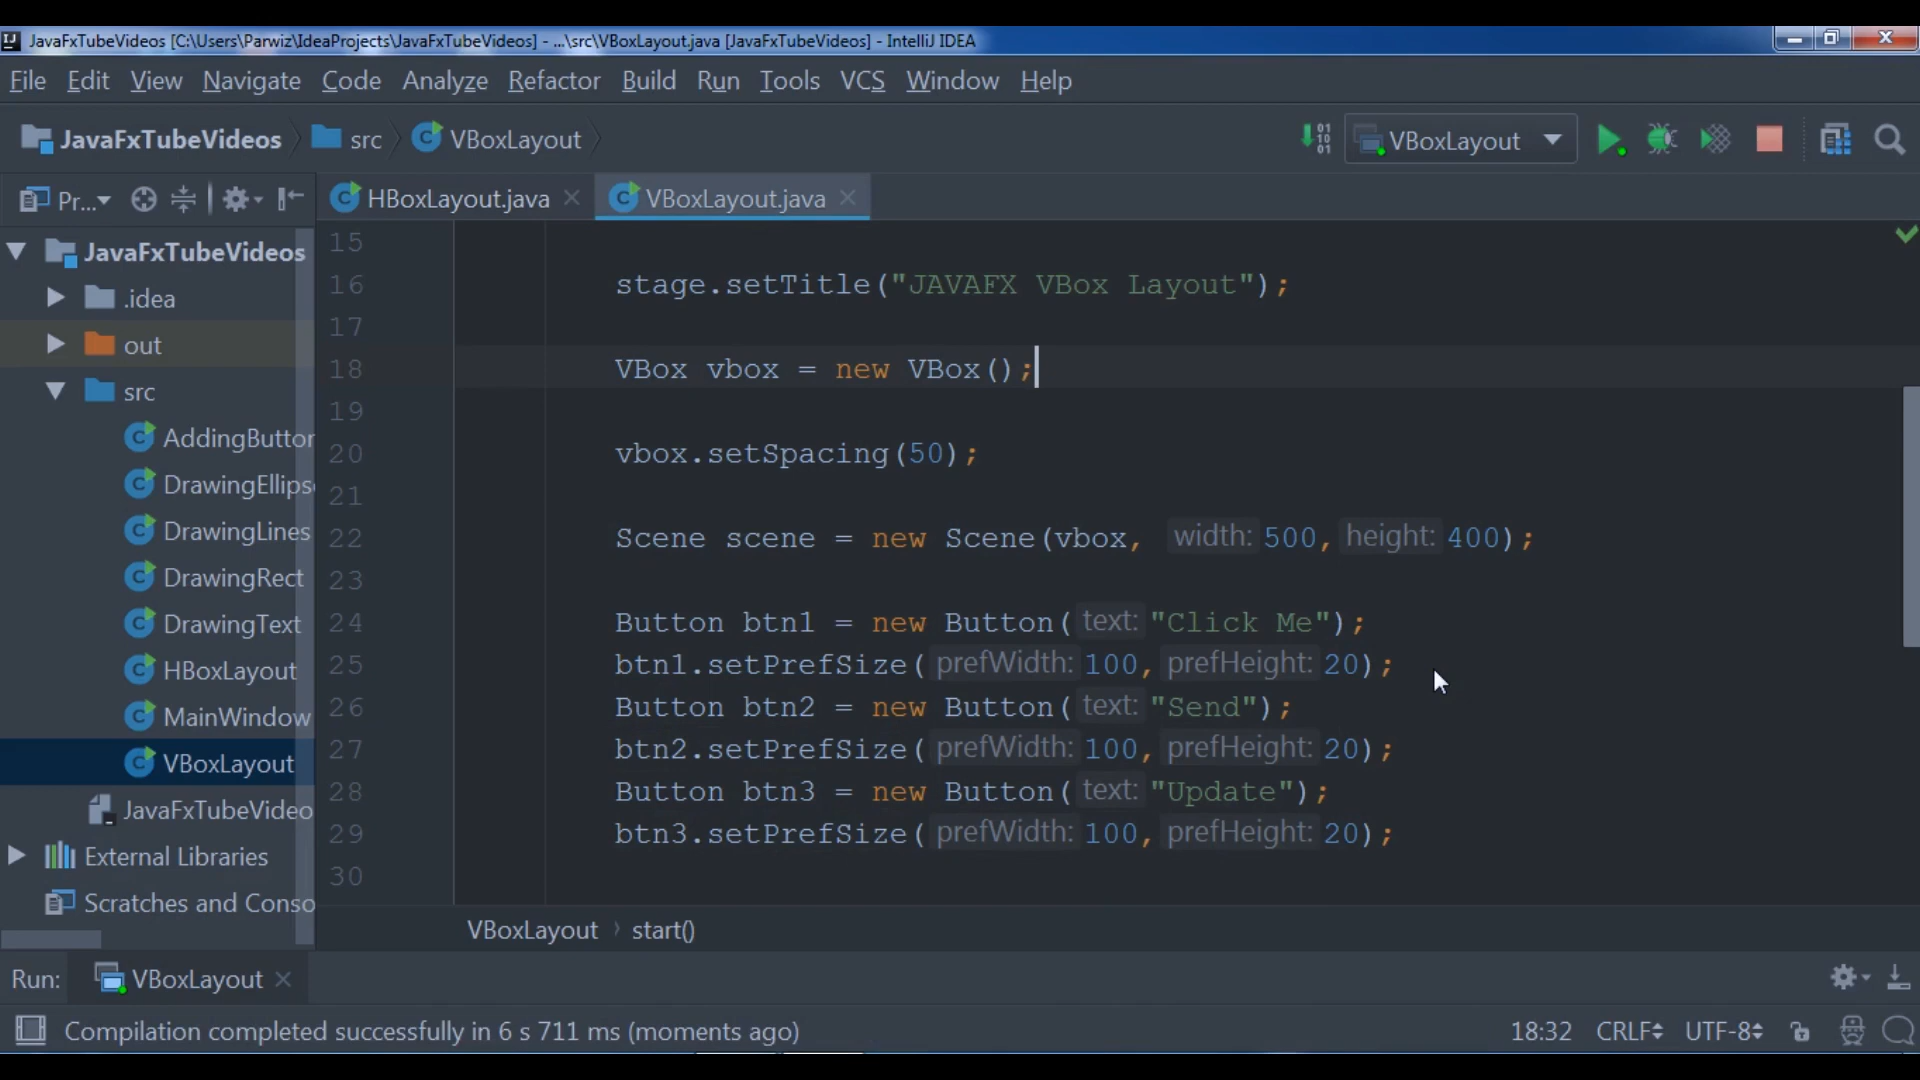 JavaFxTubeVideos [C:\Users\Parwiz\IdeaProjects\JavaFxTubeVideos] - ...\src\VBoxLayout.java [JavaFxTubeVideos] - IntelliJ IDEA
File Edit View Navigate Code Analyze Refactor Build Run Tools VCS Window Help
JavaFxTubeVideos src VBoxLayout VBoxLayout
Pr... HBoxLayout.java VBoxLayout.java
JavaFxTubeVideos
.idea
out
src
AddingButton
DrawingEllips
DrawingLines
DrawingRect
DrawingText
HBoxLayout
MainWindow
VBoxLayout
JavaFxTubeVideo
External Libraries
Scratches and Conso
15
16 stage.setTitle("JAVAFX VBox Layout");
17
18 VBox vbox = new VBox();
19
20 vbox.setSpacing(50);
21
22 Scene scene = new Scene(vbox, width: 500, height: 400);
23
24 Button btn1 = new Button( text: "Click Me");
25 btn1.setPrefSize( prefWidth: 100, prefHeight: 20);
26 Button btn2 = new Button( text: "Send");
27 btn2.setPrefSize( prefWidth: 100, prefHeight: 20);
28 Button btn3 = new Button( text: "Update");
29 btn3.setPrefSize( prefWidth: 100, prefHeight: 20);
30
VBoxLayout start()
Run: VBoxLayout
Compilation completed successfully in 6 s 711 ms (moments ago) 18:32 CRLF UTF-8